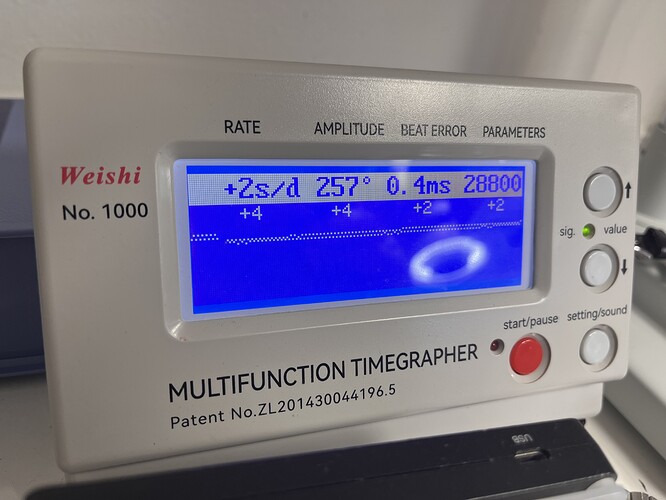 RATE AMPLITUDE BEAT ERROR PARAMETERS
Weishi
No. 1000
+2s/d 257° 0.4ms 28800
+4 +4 +2 +2
sig. value
start/pause setting/sound
MULTIFUNCTION TIMEGRAPHER
Patent No.ZL201430044196.5
USB